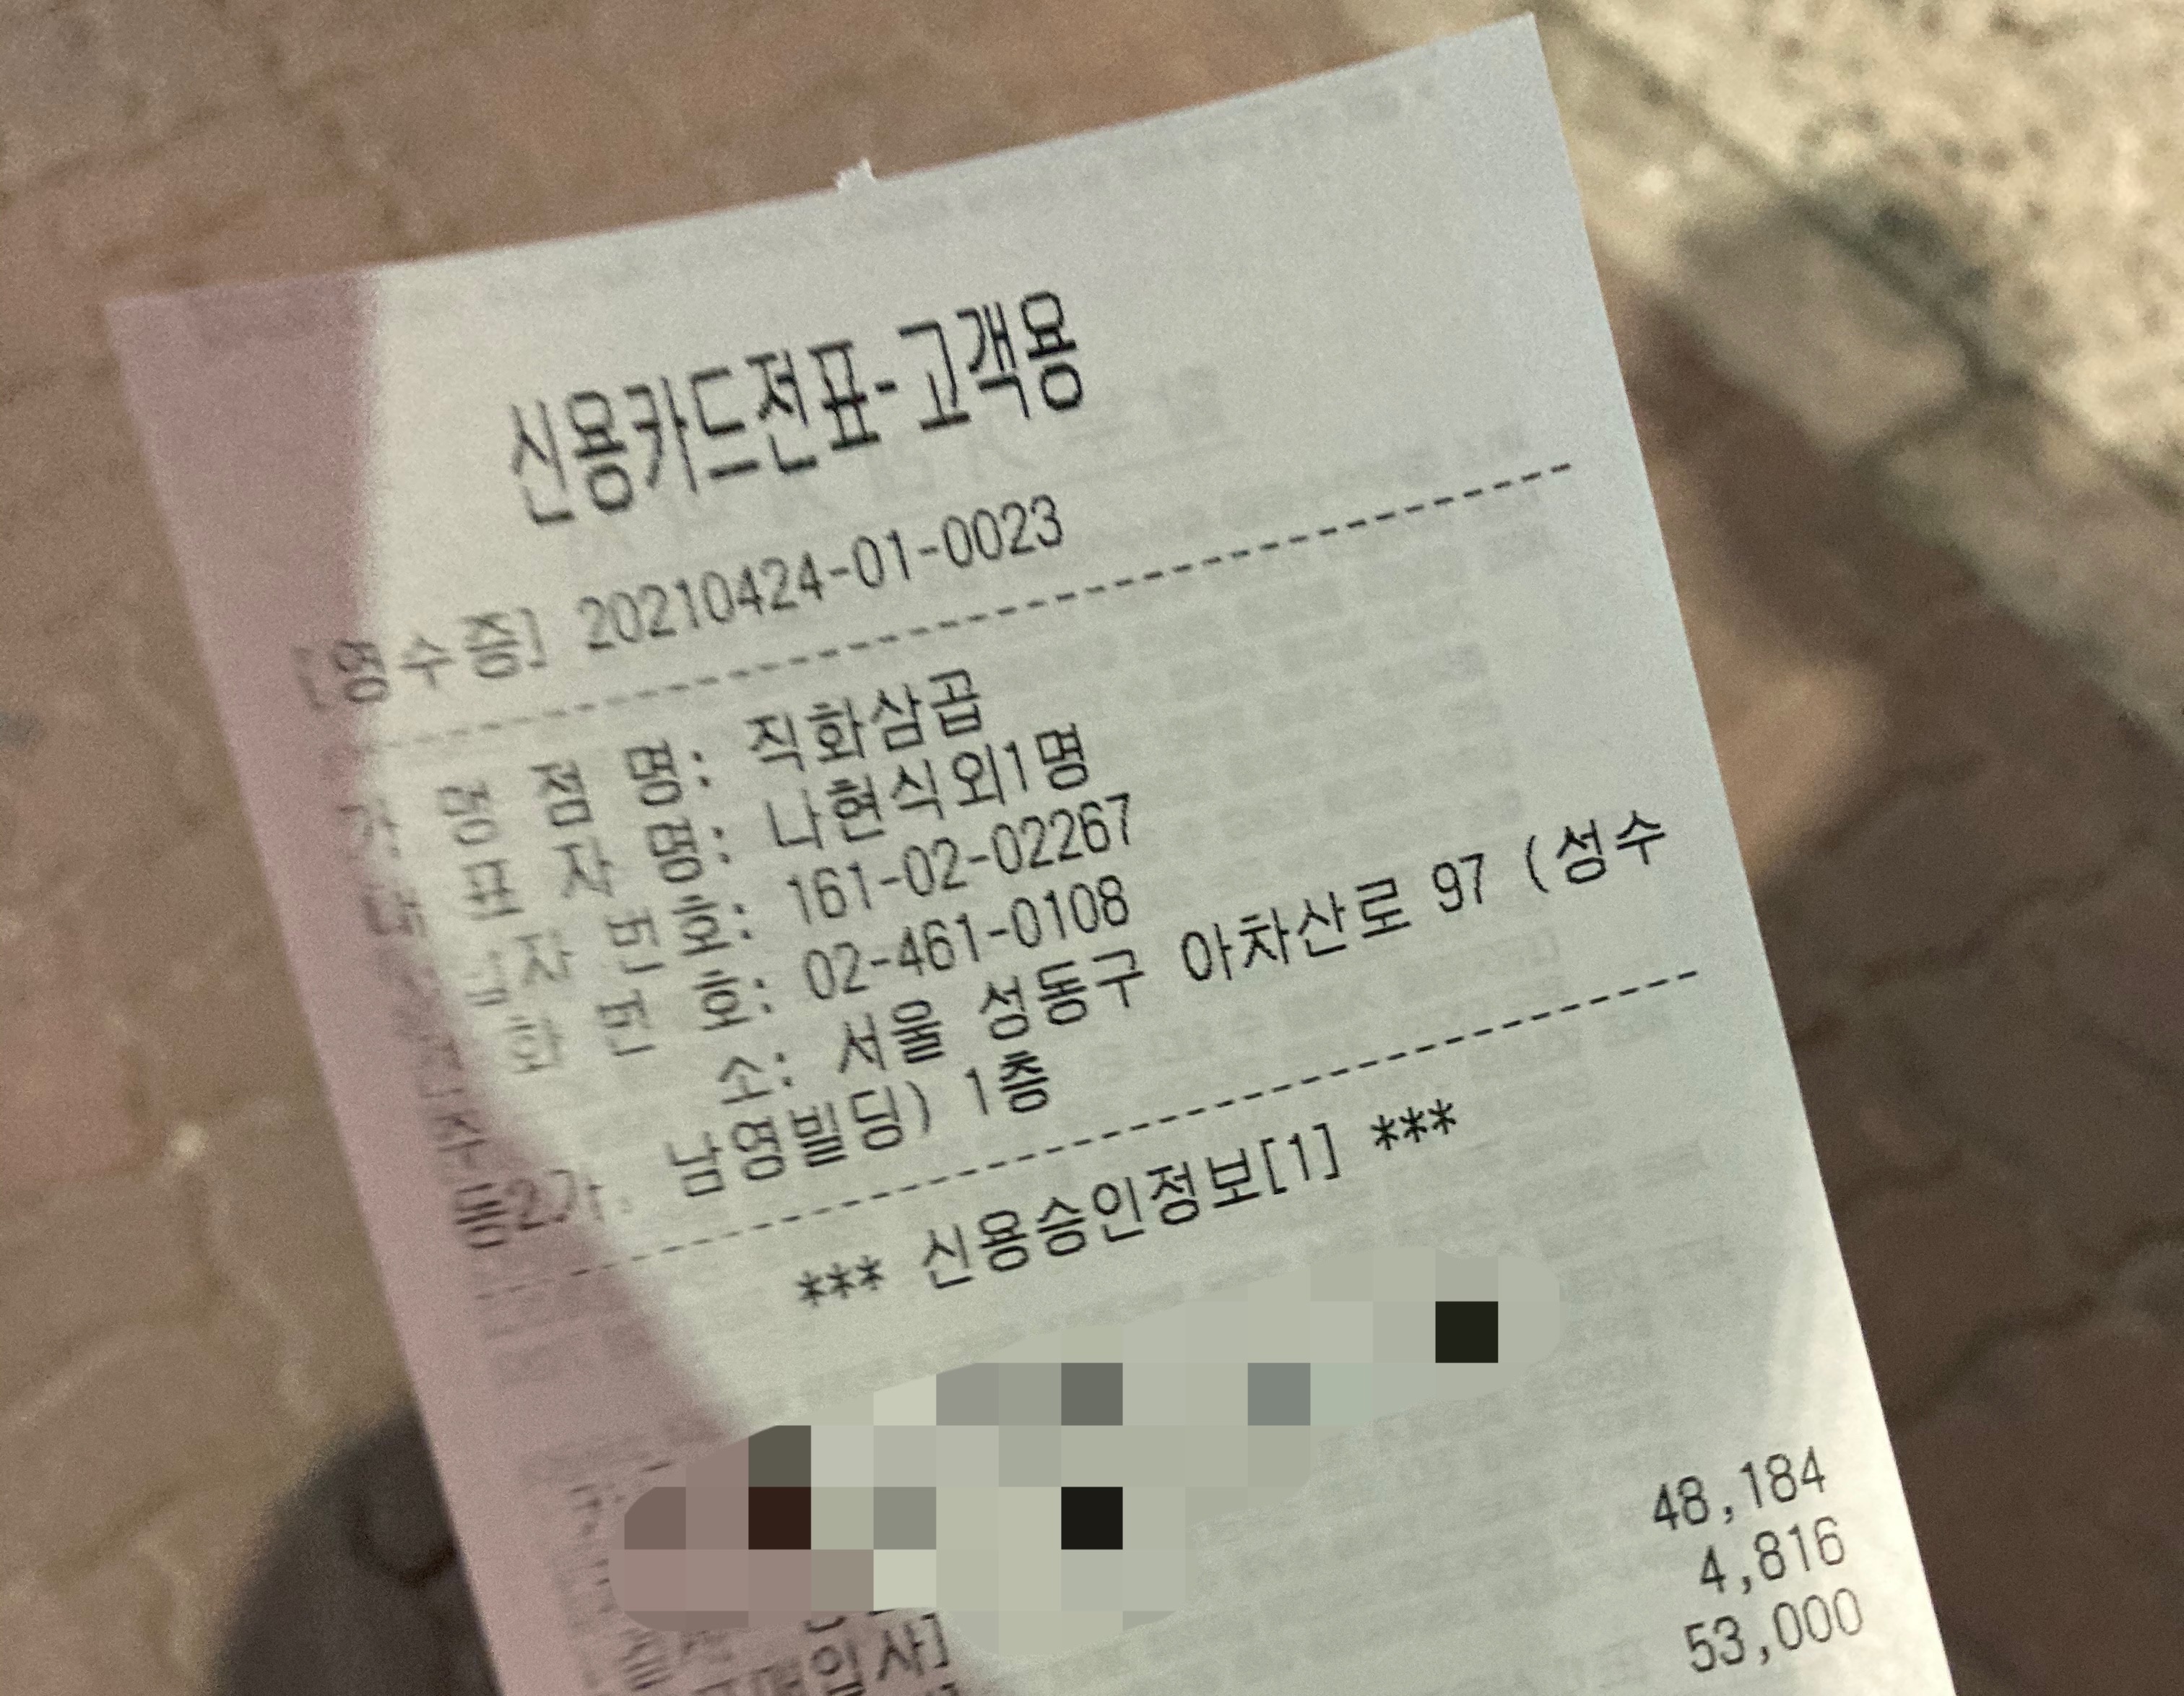 신용카드전표-고객용
[영수증] 20210424-01-0023
가 맹 점 명: 직화삼곱
대 표 자 명: 나현식외1명
자 번 호: 161-02-02267
화 번 호: 02-461-0108
주 소: 서울 성동구 아차산로 97 (성수
동2가, 남영빌딩) 1층
*** 신용승인정보[1] ***
48,184
4,816
53,000
매입사]